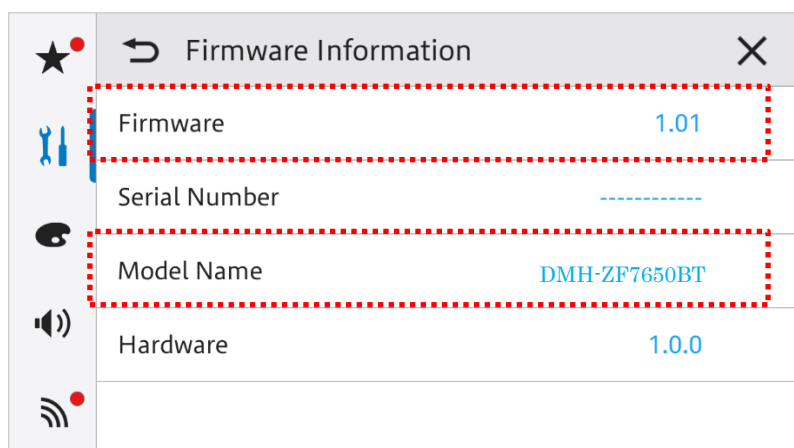 Firmware Information
Firmware 1.01
Serial Number ------------
Model Name DMH-ZF7650BT
Hardware 1.0.0